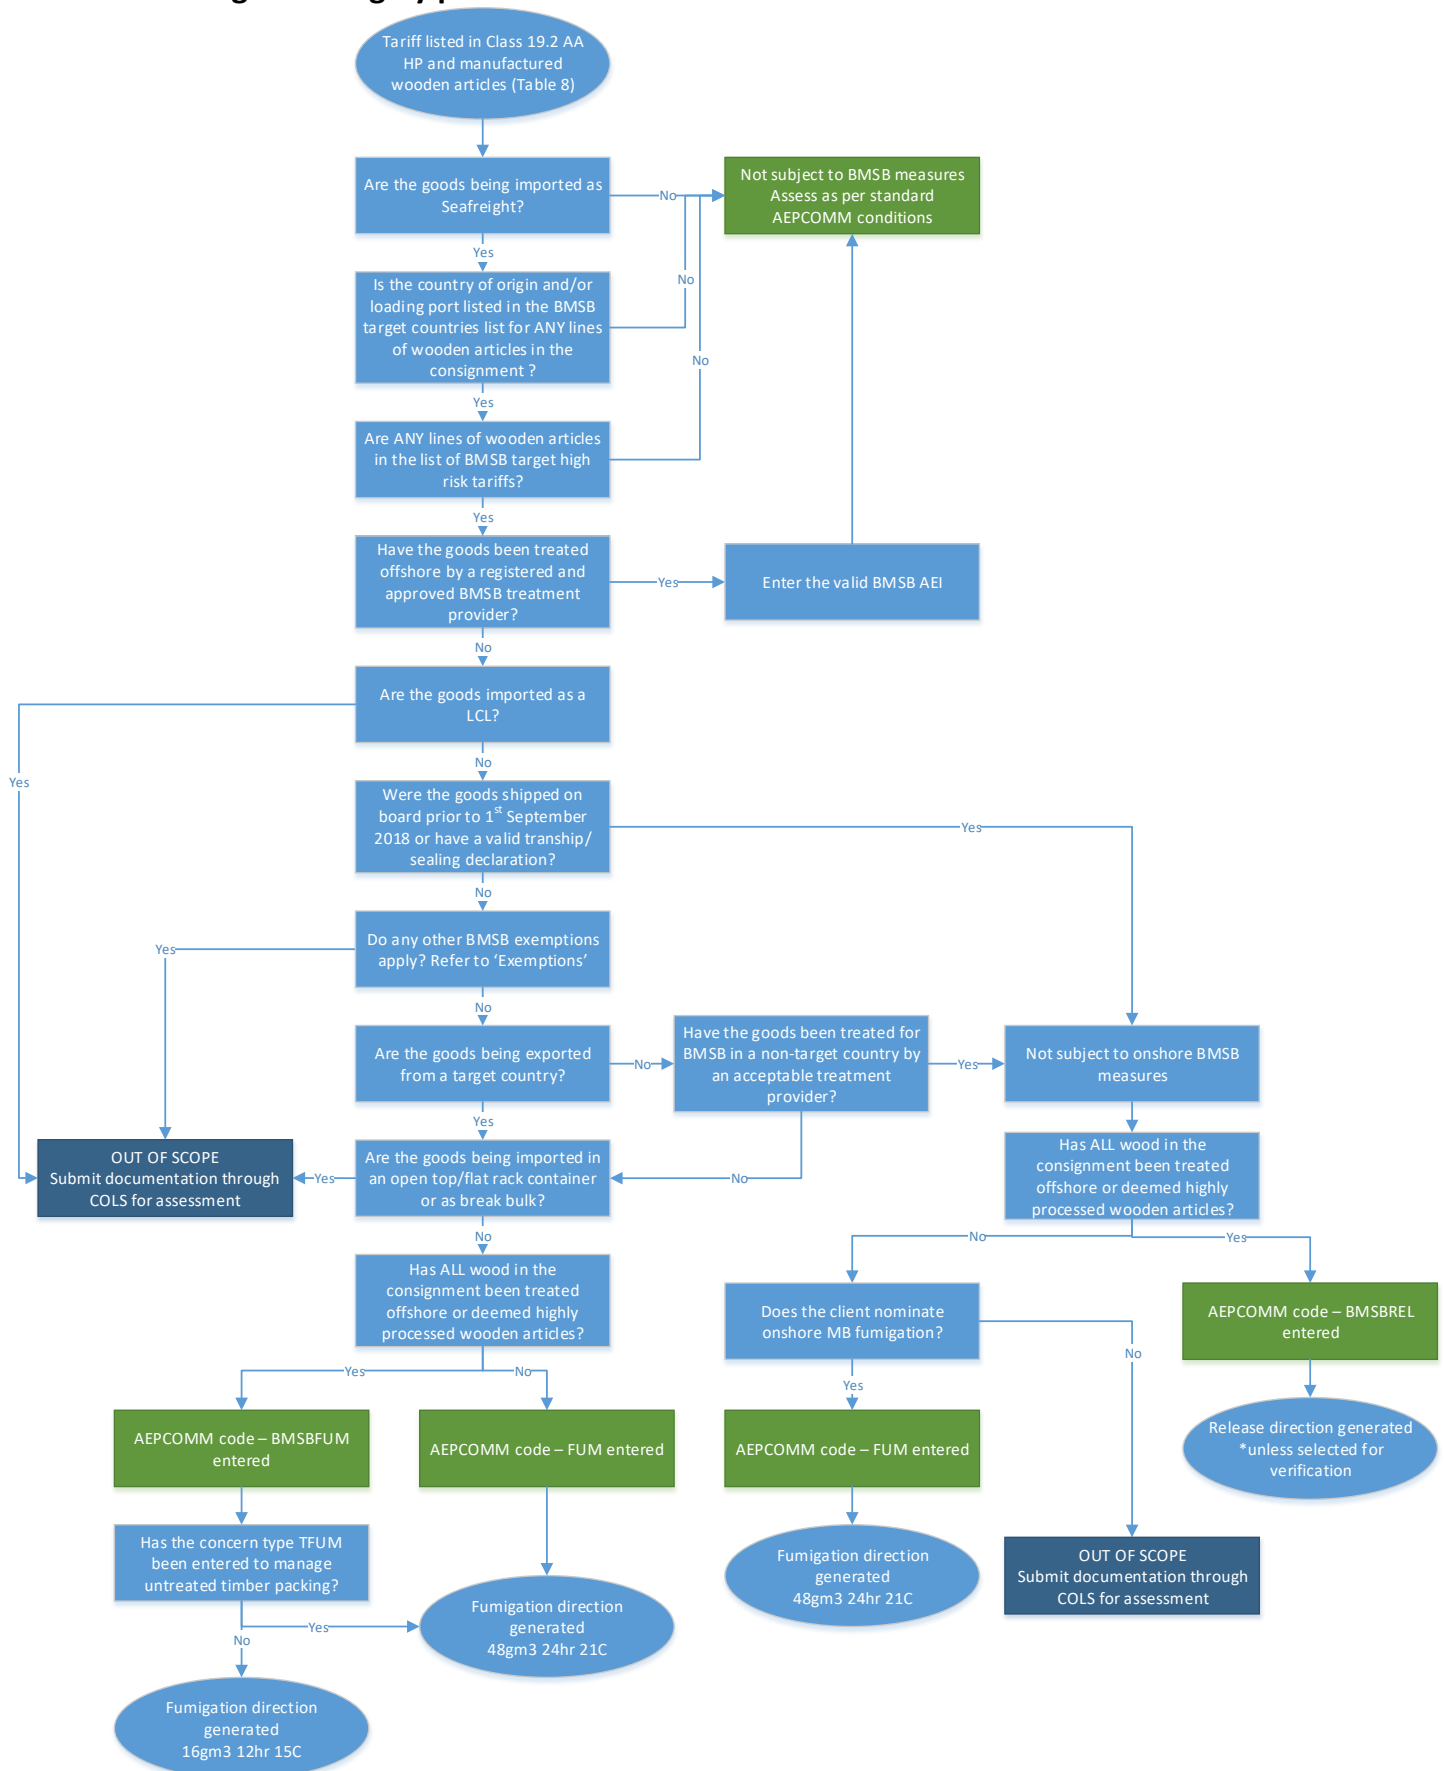 Tariff listed in Class 19.2 AA
HP and manufactured
wooden articles (Table 8)
Are the goods being imported as
Seafreight?
No
Not subject to BMSB measures
Assess as per standard
AEPCOMM conditions
Yes
Is the country of origin and/or
loading port listed in the BMSB
target countries list for ANY lines
of wooden articles in the
consignment ?
No
No
Yes
Are ANY lines of wooden articles
in the list of BMSB target high
risk tariffs?
Yes
Have the goods been treated
offshore by a registered and
approved BMSB treatment
provider?
Yes
Enter the valid BMSB AEI
No
Are the goods imported as a
LCL?
Yes
No
Were the goods shipped on
board prior to 1st September
2018 or have a valid tranship/
sealing declaration?
Yes
No
Do any other BMSB exemptions
apply? Refer to ‘Exemptions’
Yes
No
Are the goods being exported
from a target country?
No
Have the goods been treated for
BMSB in a non-target country by
an acceptable treatment
provider?
Yes
Not subject to onshore BMSB
measures
Yes
OUT OF SCOPE
Submit documentation through
COLS for assessment
Yes
Are the goods being imported in
an open top/flat rack container
or as break bulk?
No
Has ALL wood in the
consignment been treated
offshore or deemed highly
processed wooden articles?
No
Has ALL wood in the
consignment been treated
offshore or deemed highly
processed wooden articles?
No
Yes
Does the client nominate
onshore MB fumigation?
AEPCOMM code – BMSBREL
entered
Yes
No
Yes
No
AEPCOMM code – BMSBFUM
entered
AEPCOMM code – FUM entered
AEPCOMM code – FUM entered
Release direction generated
*unless selected for
verification
Has the concern type TFUM
been entered to manage
untreated timber packing?
Fumigation direction
generated
48gm3 24hr 21C
OUT OF SCOPE
Submit documentation through
COLS for assessment
Yes
Fumigation direction
generated
48gm3 24hr 21C
No
Fumigation direction
generated
16gm3 12hr 15C